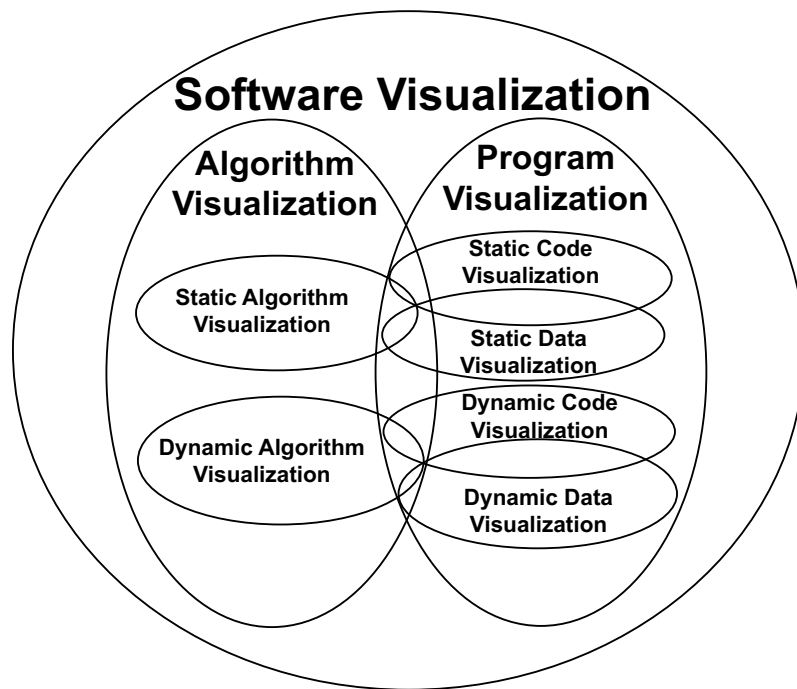 Software Visualization
Algorithm
Visualization
Program
Visualization
Static Algorithm
Visualization
Dynamic Algorithm
Visualization
Static Code
Visualization
Static Data
Visualization
Dynamic Code
Visualization
Dynamic Data
Visualization